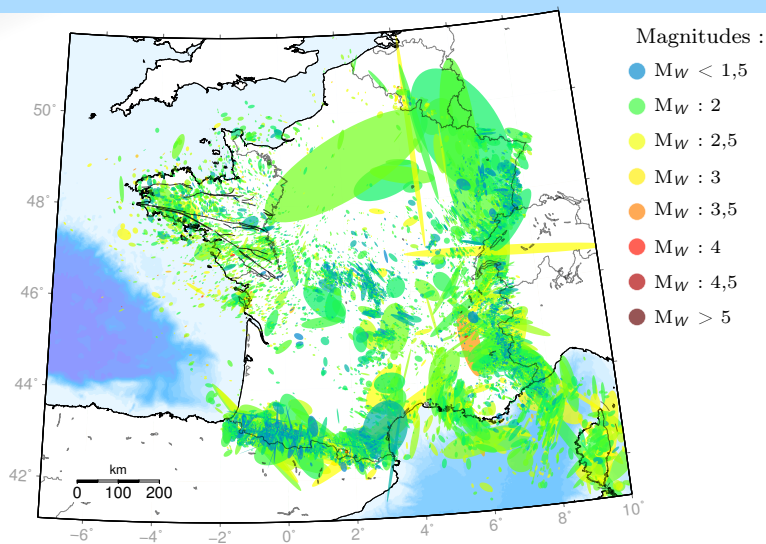 Magnitudes :
M_W < 1,5
M_W : 2
M_W : 2,5
M_W : 3
M_W : 3,5
M_W : 4
M_W : 4,5
M_W > 5
50°
48°
46°
44°
42°
km
0 100 200
−6° −4° −2° 0° 2° 4° 6° 8° 10°